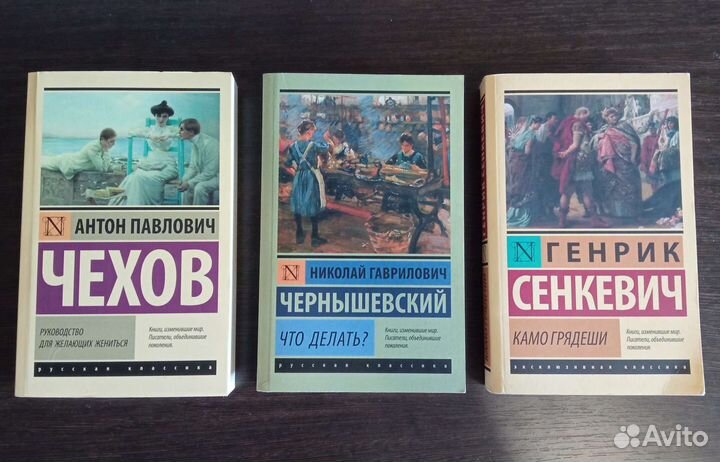 N АНТОН ПАВЛОВИЧ
ЧЕХОВ
РУКОВОДСТВО
ДЛЯ ЖЕЛАЮЩИХ ЖЕНИТЬСЯ
Книги, изменившие мир.
Писатели, объединившие
поколения.
русская классика
N НИКОЛАЙ ГАВРИЛОВИЧ
ЧЕРНЫШЕВСКИЙ
ЧТО ДЕЛАТЬ?
Книги, изменившие мир.
Писатели, объединившие
поколения.
русская классика
ГЕНРИК СЕНКЕВИЧ
N ГЕНРИК
СЕНКЕВИЧ
КАМО ГРЯДЕШИ
Книги, изменившие мир.
Писатели, объединившие
поколения.
эксклюзивная классика
Avito